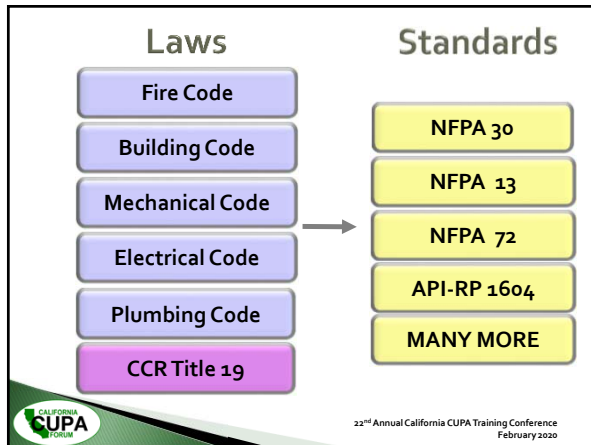 Laws
Fire Code
Building Code
Mechanical Code
Electrical Code
Plumbing Code
CCR Title 19
Standards
NFPA 30
NFPA 13
NFPA 72
API-RP 1604
MANY MORE
CALIFORNIA
CUPA
FORUM
22nd Annual California CUPA Training Conference
February 2020